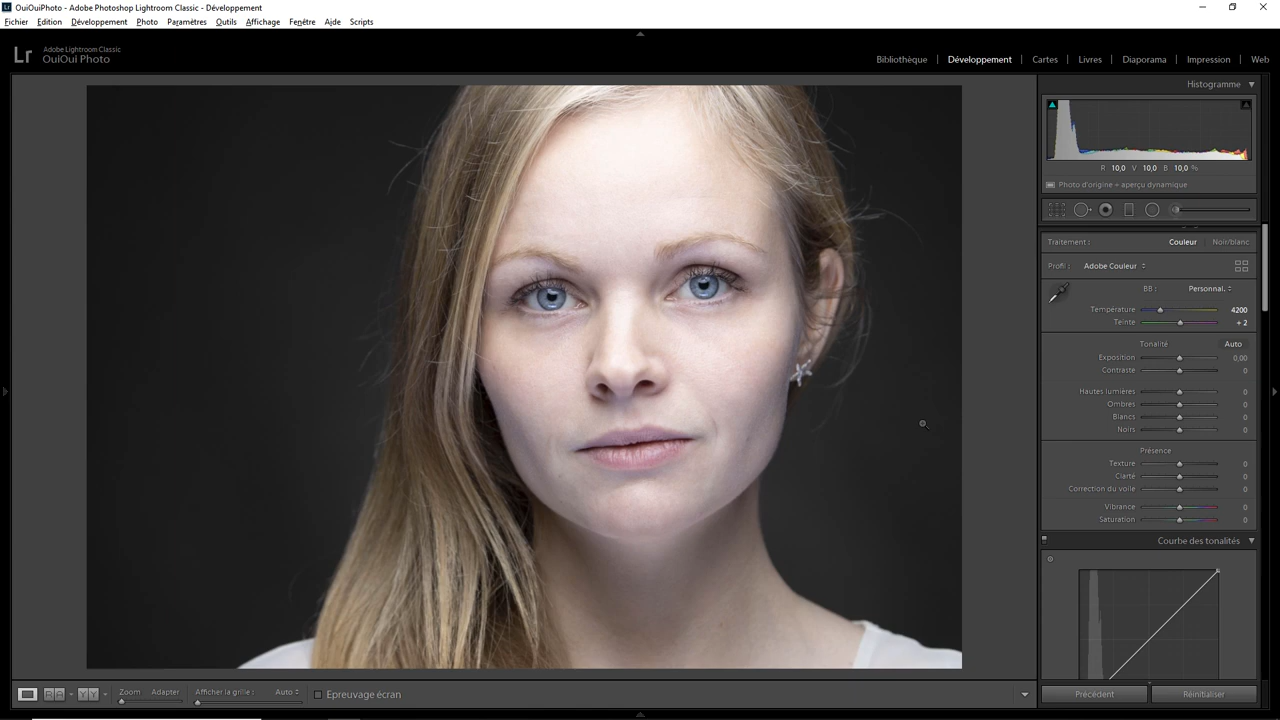 OuiOuiPhoto - Adobe Photoshop Lightroom Classic - Développement
Fichier Edition Développement Photo Paramètres Outils Affichage Fenêtre Aide Scripts
Lr Adobe Lightroom Classic
OuiOui Photo
Bibliothèque | Développement | Cartes | Livres | Diaporama | Impression | Web
Histogramme
R 10,0 V 10,0 B 10,0 %
Photo d'origine + aperçu dynamique
Traitement : Couleur Noir/blanc
Profil : Adobe Couleur
BB : Personnal.
Température 4200
Teinte + 2
Tonalité Auto
Exposition 0,00
Contraste 0
Hautes lumières 0
Ombres 0
Blancs 0
Noirs 0
Présence
Texture 0
Clarté 0
Correction du voile 0
Vibrance 0
Saturation 0
Courbe des tonalités
Zoom Adapter Afficher la grille : Auto Epreuvage écran
Précédent Réinitialiser